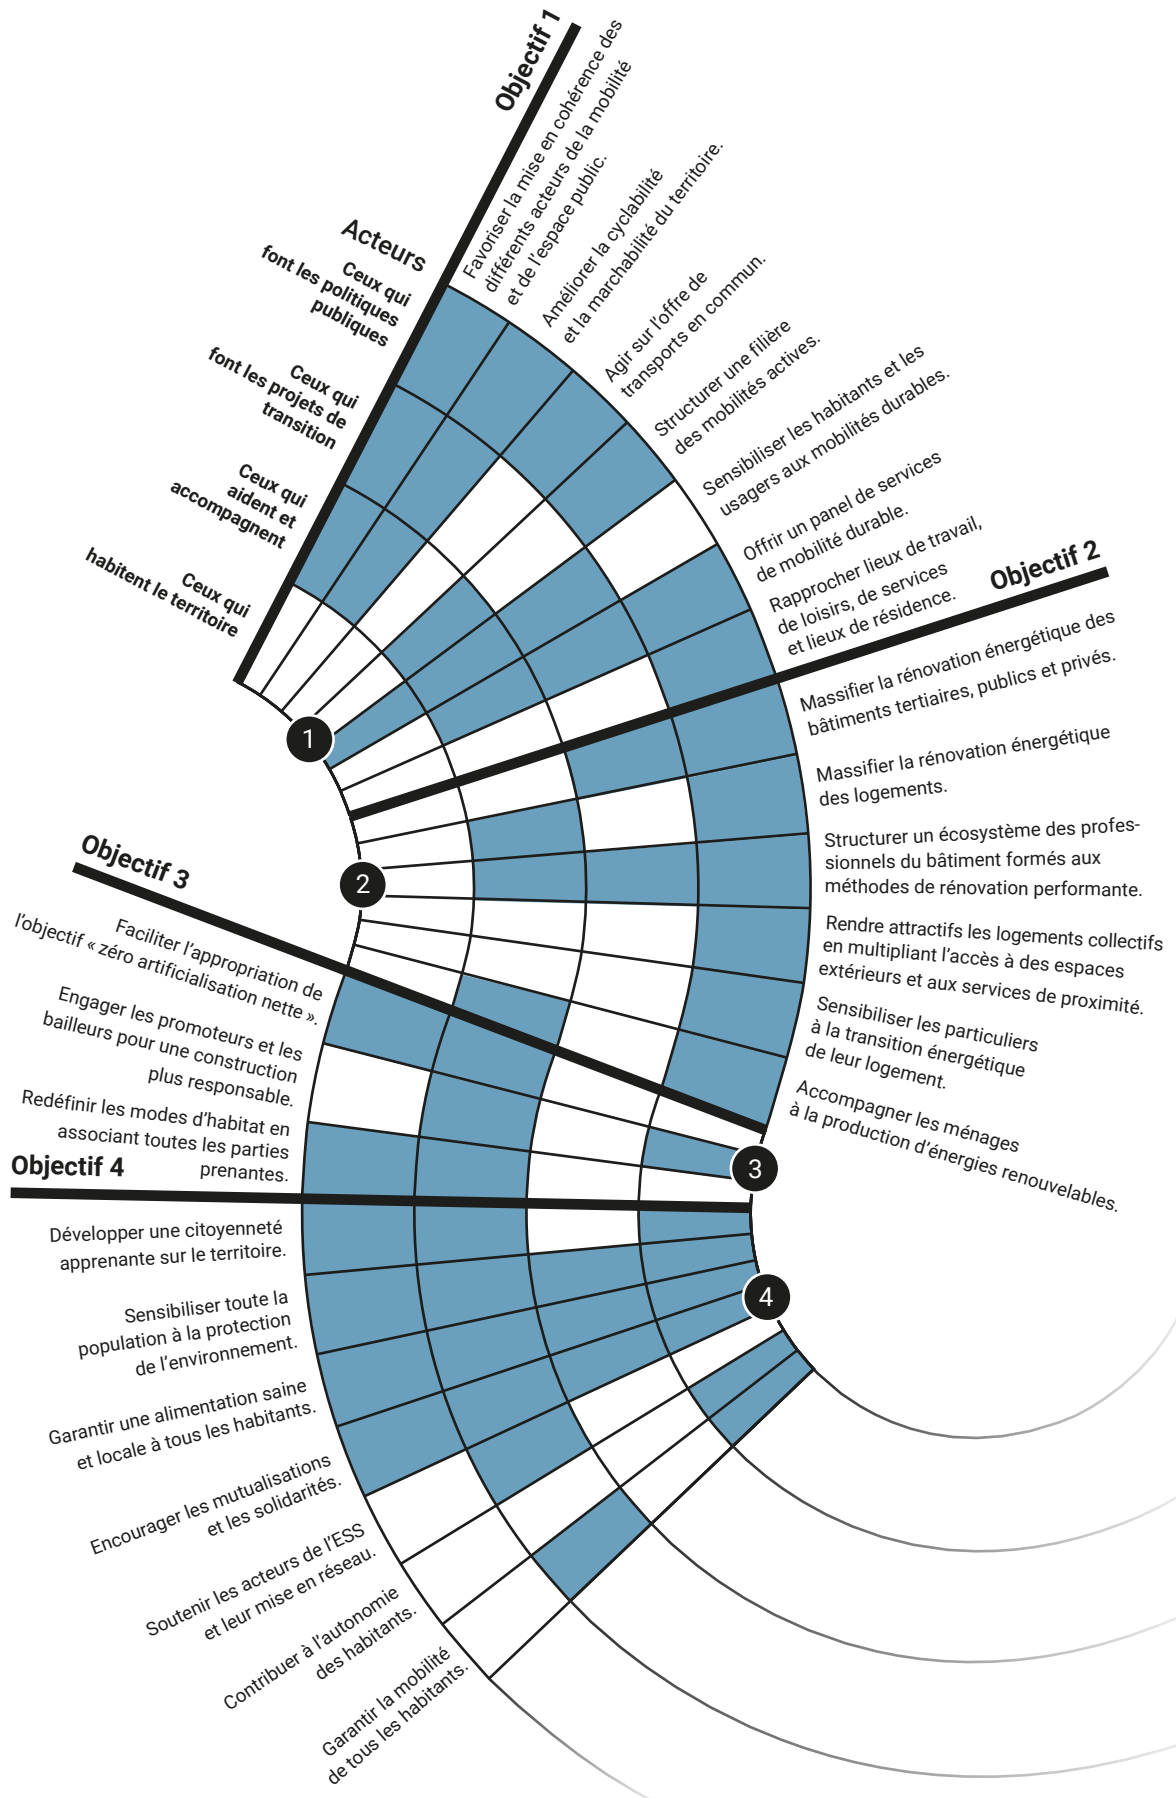 Objectif 1
Favoriser la mise en cohérence des
différents acteurs de la mobilité
et de l'espace public.
Améliorer la cyclabilité
et la marchabilité du territoire.
Agir sur l'offre de
transports en commun.
Structurer une filière
des mobilités actives.
Sensibiliser les habitants et les
usagers aux mobilités durables.
Offrir un panel de services
de mobilité durable.
Rapprocher lieux de travail,
de loisirs, de services
et lieux de résidence.
Acteurs
Ceux qui
font les politiques
publiques
Ceux qui
font les projets de
transition
Ceux qui
aident et
accompagnent
Ceux qui
habitent le territoire
1
Objectif 2
Massifier la rénovation énergétique des
bâtiments tertiaires, publics et privés.
Massifier la rénovation énergétique
des logements.
Structurer un écosystème des profes-
sionnels du bâtiment formés aux
méthodes de rénovation performante.
Rendre attractifs les logements collectifs
en multipliant l'accès à des espaces
extérieurs et aux services de proximité.
Sensibiliser les particuliers
à la transition énergétique
de leur logement.
Accompagner les ménages
à la production d'énergies renouvelables.
2
Objectif 3
Faciliter l'appropriation de
l'objectif « zéro artificialisation nette ».
Engager les promoteurs et les
bailleurs pour une construction
plus responsable.
Redéfinir les modes d'habitat en
associant toutes les parties
prenantes.
3
Objectif 4
Développer une citoyenneté
apprenante sur le territoire.
Sensibiliser toute la
population à la protection
de l'environnement.
Garantir une alimentation saine
et locale à tous les habitants.
Encourager les mutualisations
et les solidarités.
Soutenir les acteurs de l'ESS
et leur mise en réseau.
Contribuer à l'autonomie
des habitants.
Garantir la mobilité
de tous les habitants.
4